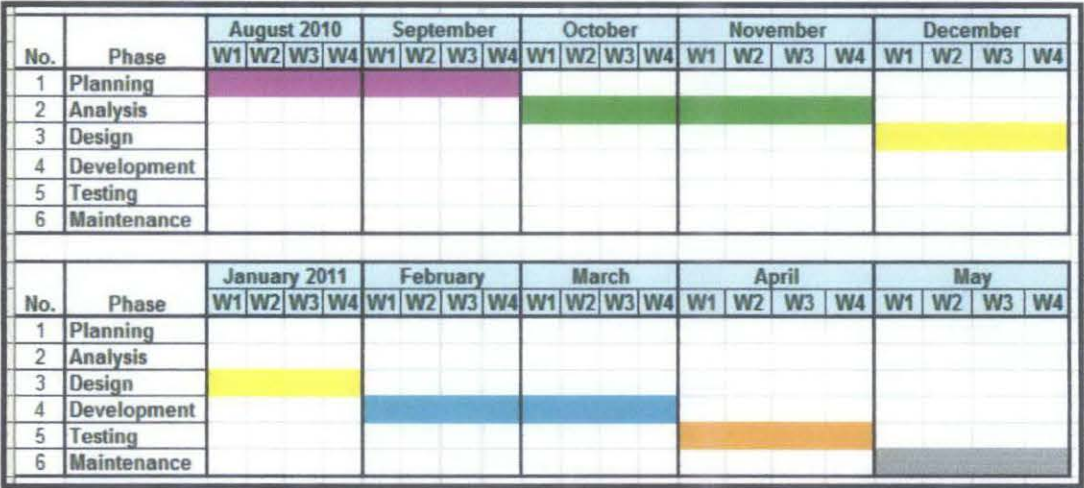 August 2010 September October November December
No. Phase W1 W2 W3 W4 W1 W2 W3 W4 W1 W2 W3 W4 W1 W2 W3 W4 W1 W2 W3 W4
1 Planning
2 Analysis
3 Design
4 Development
5 Testing
6 Maintenance
January 2011 February March April May
No. Phase W1 W2 W3 W4 W1 W2 W3 W4 W1 W2 W3 W4 W1 W2 W3 W4 W1 W2 W3 W4
1 Planning
2 Analysis
3 Design
4 Development
5 Testing
6 Maintenance